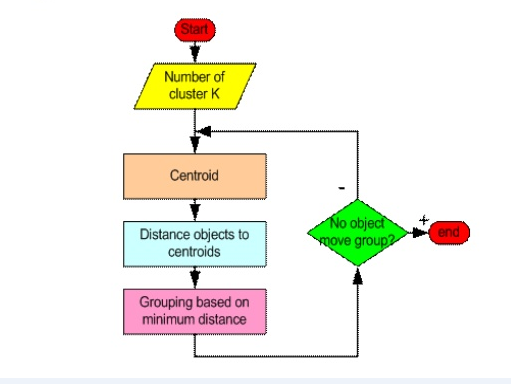 Start
Number of
cluster K
Centroid
Distance objects to
centroids
Grouping based on
minimum distance
-
No object
move group?
+
end